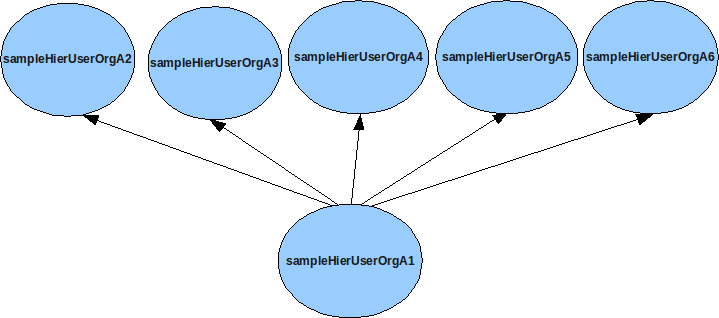 sampleHierUserOrgA2
sampleHierUserOrgA3
sampleHierUserOrgA4
sampleHierUserOrgA5
sampleHierUserOrgA6
sampleHierUserOrgA1